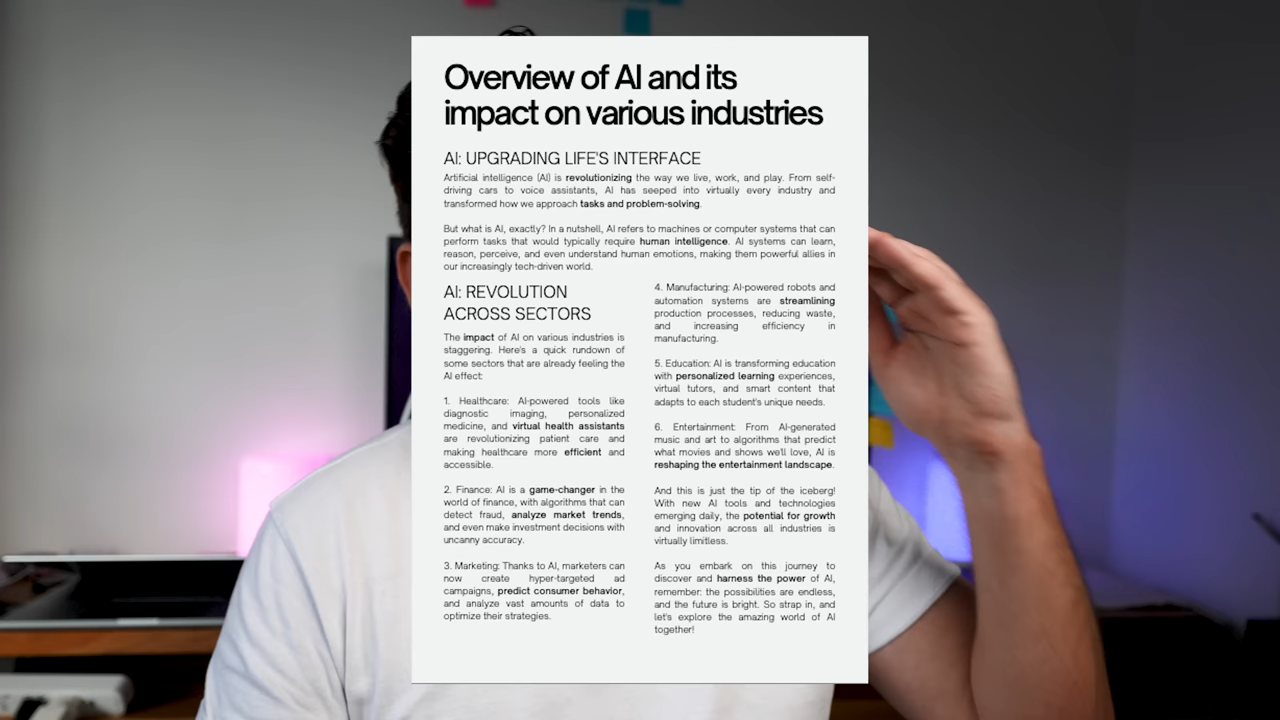 Overview of AI and its
impact on various industries
AI: UPGRADING LIFE'S INTERFACE
Artificial intelligence (AI) is revolutionizing the way we live, work, and play. From self-
driving cars to voice assistants, AI has seeped into virtually every industry and
transformed how we approach tasks and problem-solving.
But what is AI, exactly? In a nutshell, AI refers to machines or computer systems that can
perform tasks that would typically require human intelligence. AI systems can learn,
reason, perceive, and even understand human emotions, making them powerful allies in
our increasingly tech-driven world.
AI: REVOLUTION
ACROSS SECTORS
The impact of AI on various industries is
staggering. Here's a quick rundown of
some sectors that are already feeling the
AI effect:
1. Healthcare: AI-powered tools like
diagnostic imaging, personalized
medicine, and virtual health assistants
are revolutionizing patient care and
making healthcare more efficient and
accessible.
2. Finance: AI is a game-changer in the
world of finance, with algorithms that can
detect fraud, analyze market trends,
and even make investment decisions with
uncanny accuracy.
3. Marketing: Thanks to AI, marketers can
now create hyper-targeted ad
campaigns, predict consumer behavior,
and analyze vast amounts of data to
optimize their strategies.
4. Manufacturing: AI-powered robots and
automation systems are streamlining
production processes, reducing waste,
and increasing efficiency in
manufacturing.
5. Education: AI is transforming education
with personalized learning experiences,
virtual tutors, and smart content that
adapts to each student's unique needs.
6. Entertainment: From AI-generated
music and art to algorithms that predict
what movies and shows we'll love, AI is
reshaping the entertainment landscape.
And this is just the tip of the iceberg!
With new AI tools and technologies
emerging daily, the potential for growth
and innovation across all industries is
virtually limitless.
As you embark on this journey to
discover and harness the power of AI,
remember: the possibilities are endless,
and the future is bright. So strap in, and
let's explore the amazing world of AI
together!